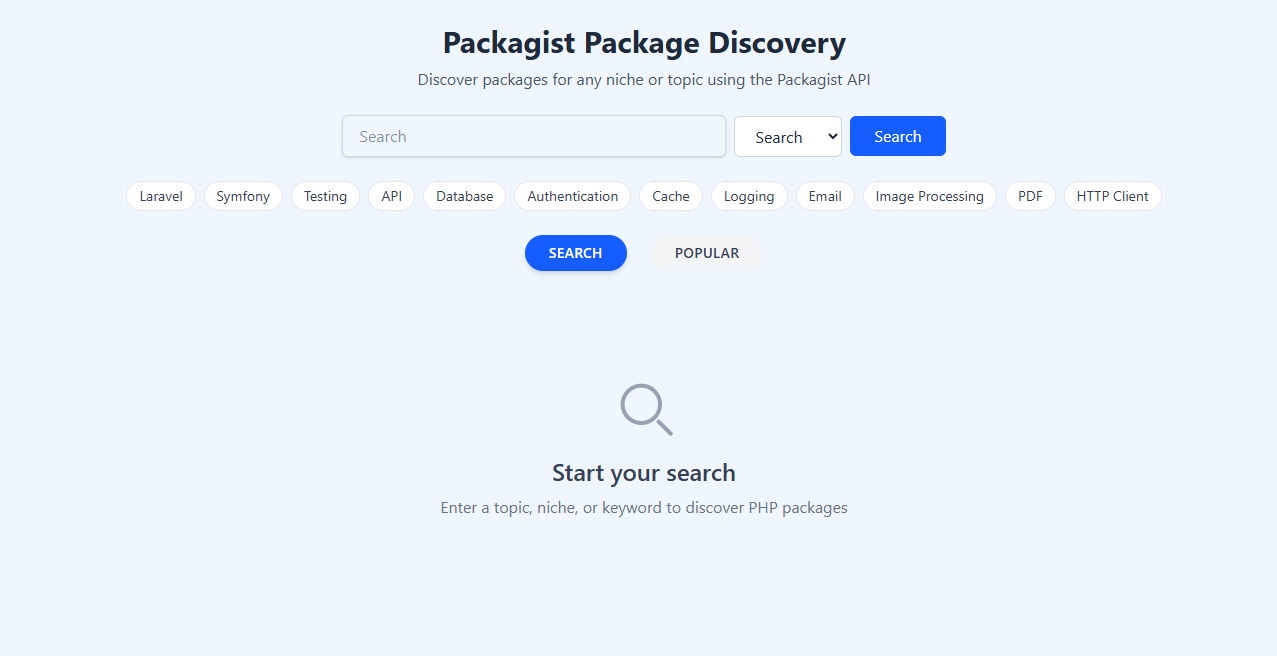 Packagist Package Discovery
Discover packages for any niche or topic using the Packagist API
Search Search Search
Laravel Symfony Testing API Database Authentication Cache Logging Email Image Processing PDF HTTP Client
SEARCH POPULAR
Start your search
Enter a topic, niche, or keyword to discover PHP packages